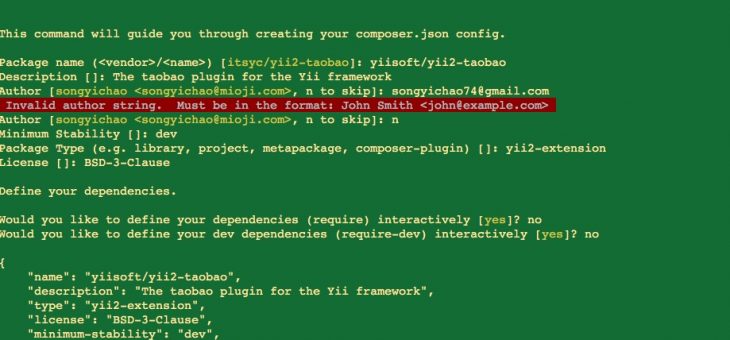 This command will guide you through creating your composer.json config.
Package name (<vendor>/<name>) [itsyc/yii2-taobao]: yiisoft/yii2-taobao
Description []: The taobao plugin for the Yii framework
Author [songyichao <songyichao@mioji.com>, n to skip]: songyichao74@gmail.com
Invalid author string.  Must be in the format: John Smith <john@example.com>
Author [songyichao <songyichao@mioji.com>, n to skip]: n
Minimum Stability []: dev
Package Type (e.g. library, project, metapackage, composer-plugin) []: yii2-extension
License []: BSD-3-Clause
Define your dependencies.
Would you like to define your dependencies (require) interactively [yes]? no
Would you like to define your dev dependencies (require-dev) interactively [yes]? no
{
"name": "yiisoft/yii2-taobao",
"description": "The taobao plugin for the Yii framework",
"type": "yii2-extension",
"license": "BSD-3-Clause",
"minimum-stability": "dev",